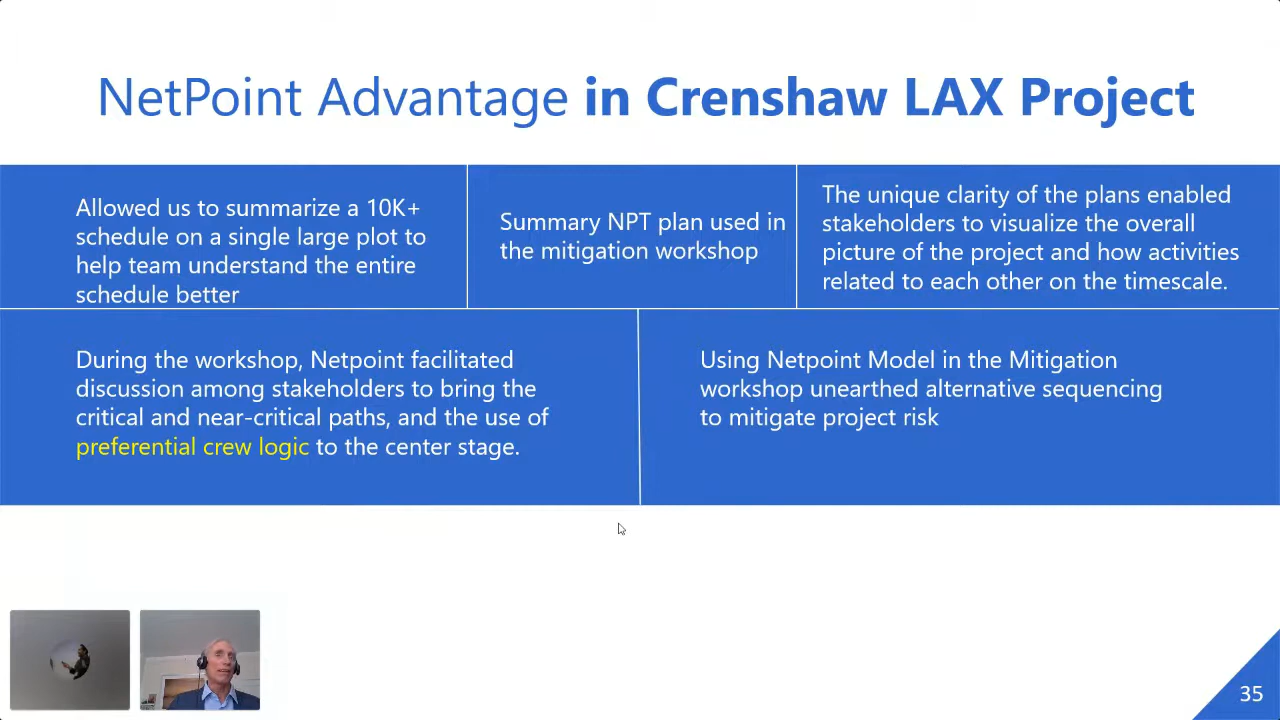 NetPoint Advantage in Crenshaw LAX Project
Allowed us to summarize a 10K+
schedule on a single large plot to
help team understand the entire
schedule better
Summary NPT plan used in
the mitigation workshop
The unique clarity of the plans enabled
stakeholders to visualize the overall
picture of the project and how activities
related to each other on the timescale.
During the workshop, Netpoint facilitated
discussion among stakeholders to bring the
critical and near-critical paths, and the use of
preferential crew logic to the center stage.
Using Netpoint Model in the Mitigation
workshop unearthed alternative sequencing
to mitigate project risk
35